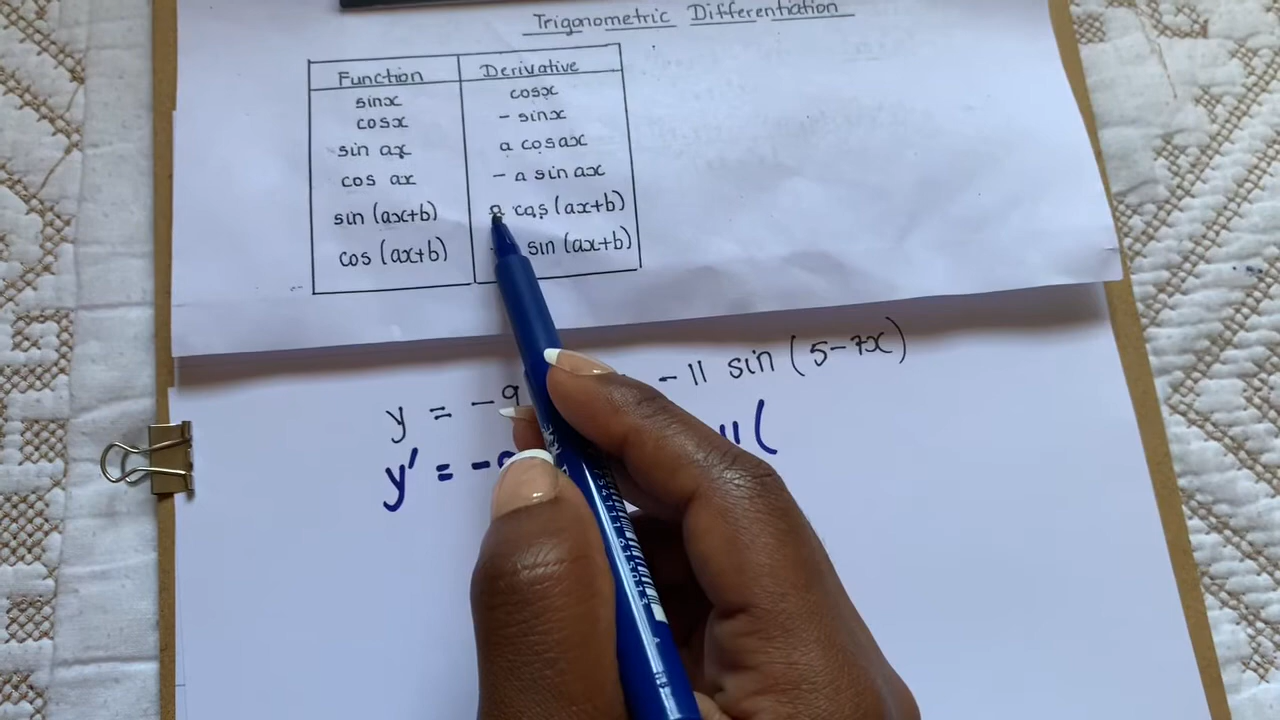 Trigonometric Differentiation
Function Derivative
sinx cosx
cosx - sinx
sin ax a cosax
cos ax - a sin ax
sin (ax+b) a cos (ax+b)
cos (ax+b) sin (ax+b)
y = -9 - 11 sin (5-7x)
y' = - 11 (